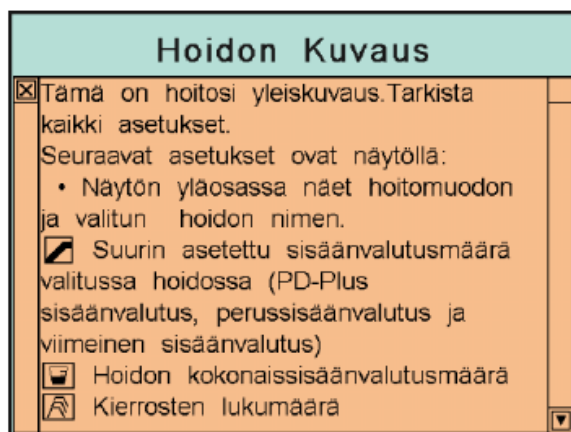 Hoidon Kuvaus
Tämä on hoitosi yleiskuvaus.Tarkista
kaikki asetukset.
Seuraavat asetukset ovat näytöllä:
• Näytön yläosassa näet hoitomuodon
ja valitun hoidon nimen.
Suurin asetettu sisäänvalutusmäärä
valitussa hoidossa (PD-Plus
sisäänvalutus, perussisäänvalutus ja
viimeinen sisäänvalutus)
Hoidon kokonaissisäänvalutusmäärä
Kierrosten lukumäärä